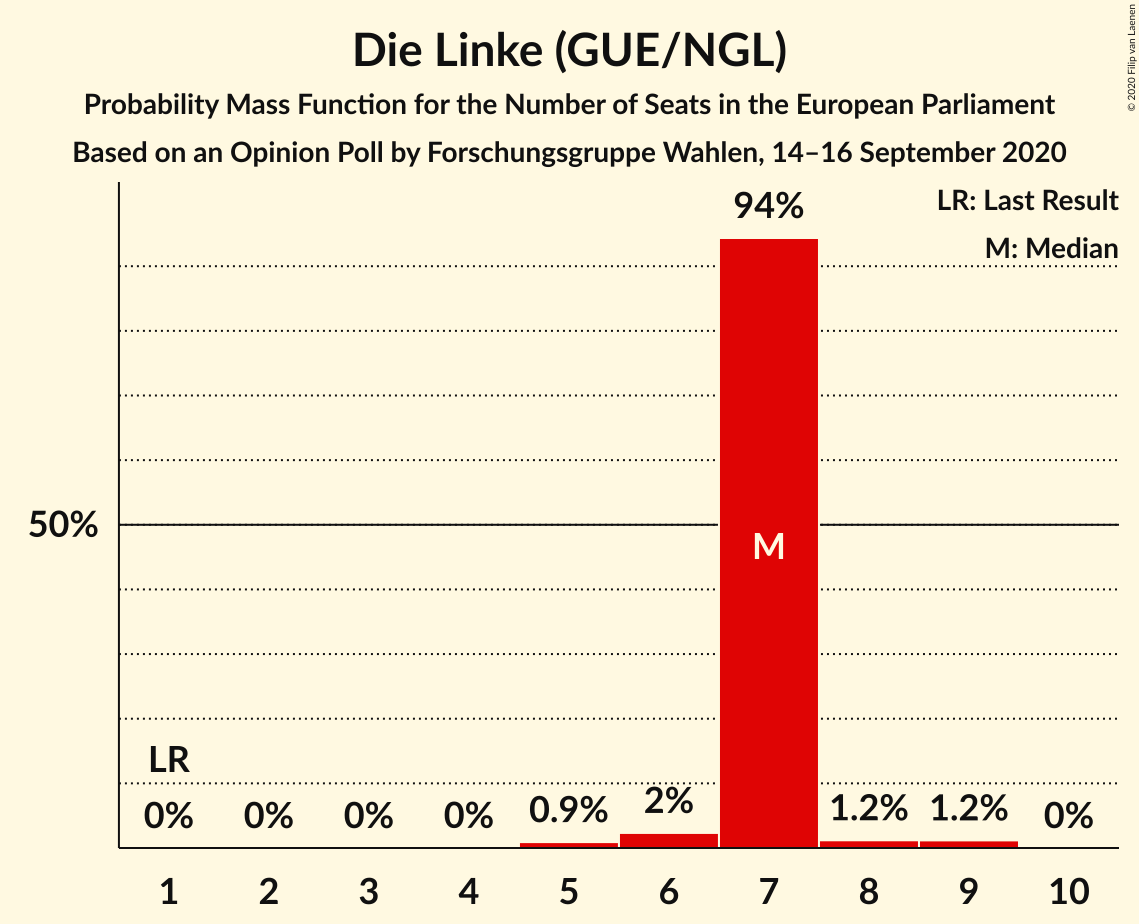 Die Linke (GUE/NGL)
Probability Mass Function for the Number of Seats in the European Parliament
Based on an Opinion Poll by Forschungsgruppe Wahlen, 14–16 September 2020
© 2020 Filip van Laenen
LR: Last Result
M: Median
94%
50%
M
LR
0%
0%
0%
0%
0.9%
2%
1.2%
1.2%
0%
1
2
3
4
5
6
7
8
9
10